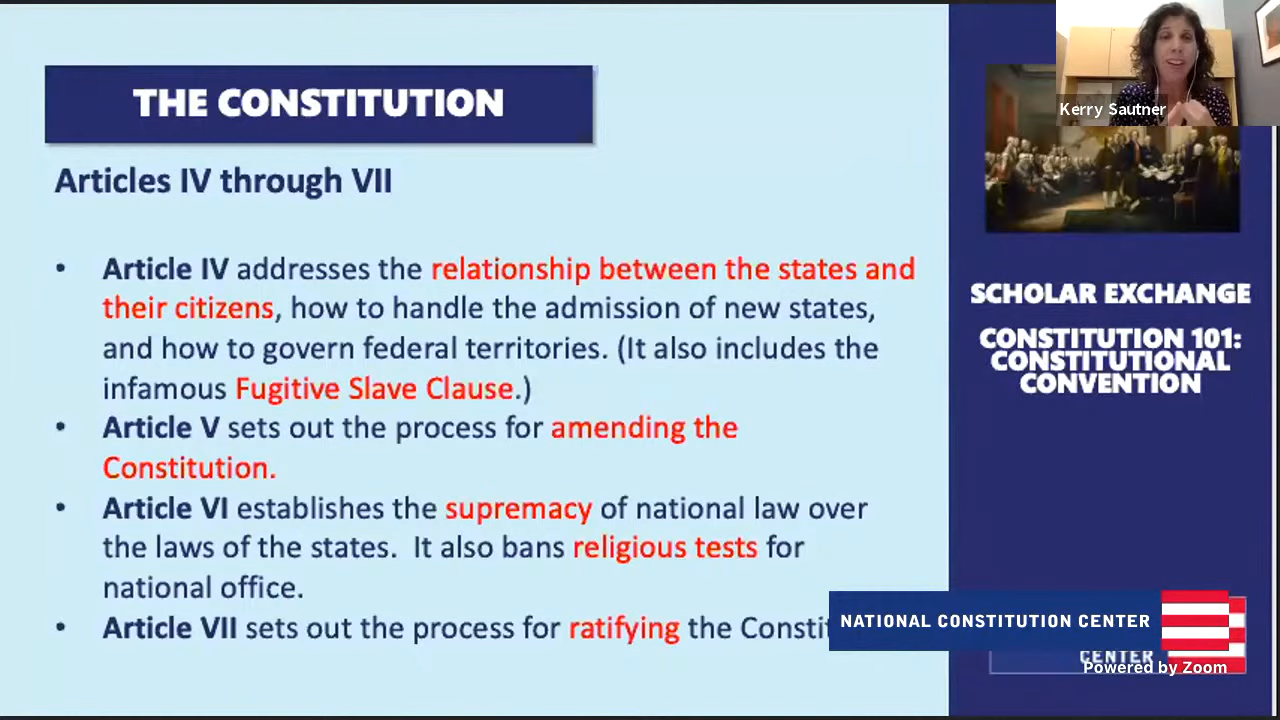 THE CONSTITUTION
Articles IV through VII
• Article IV addresses the relationship between the states and
their citizens, how to handle the admission of new states,
and how to govern federal territories. (It also includes the
infamous Fugitive Slave Clause.)
• Article V sets out the process for amending the
Constitution.
• Article VI establishes the supremacy of national law over
the laws of the states. It also bans religious tests for
national office.
• Article VII sets out the process for ratifying the
Kerry Sautner
SCHOLAR EXCHANGE
CONSTITUTION 101:
CONSTITUTIONAL
CONVENTION
NATIONAL CONSTITUTION CENTER
CENTER
Powered by Zoom